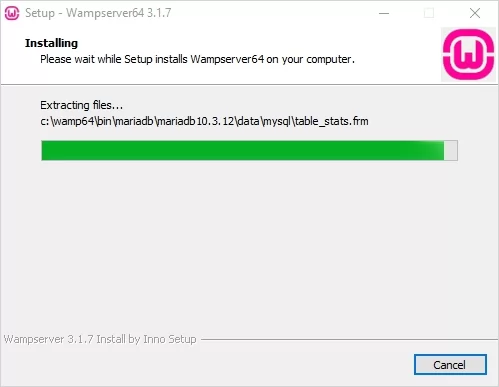 Setup - Wampserver64 3.1.7
Installing
Please wait while Setup installs Wampserver64 on your computer.
Extracting files...
c:\wamp64\bin\mariadb\mariadb10.3.12\data\mysql\table_stats.frm
Wampserver 3.1.7 Install by Inno Setup
Cancel